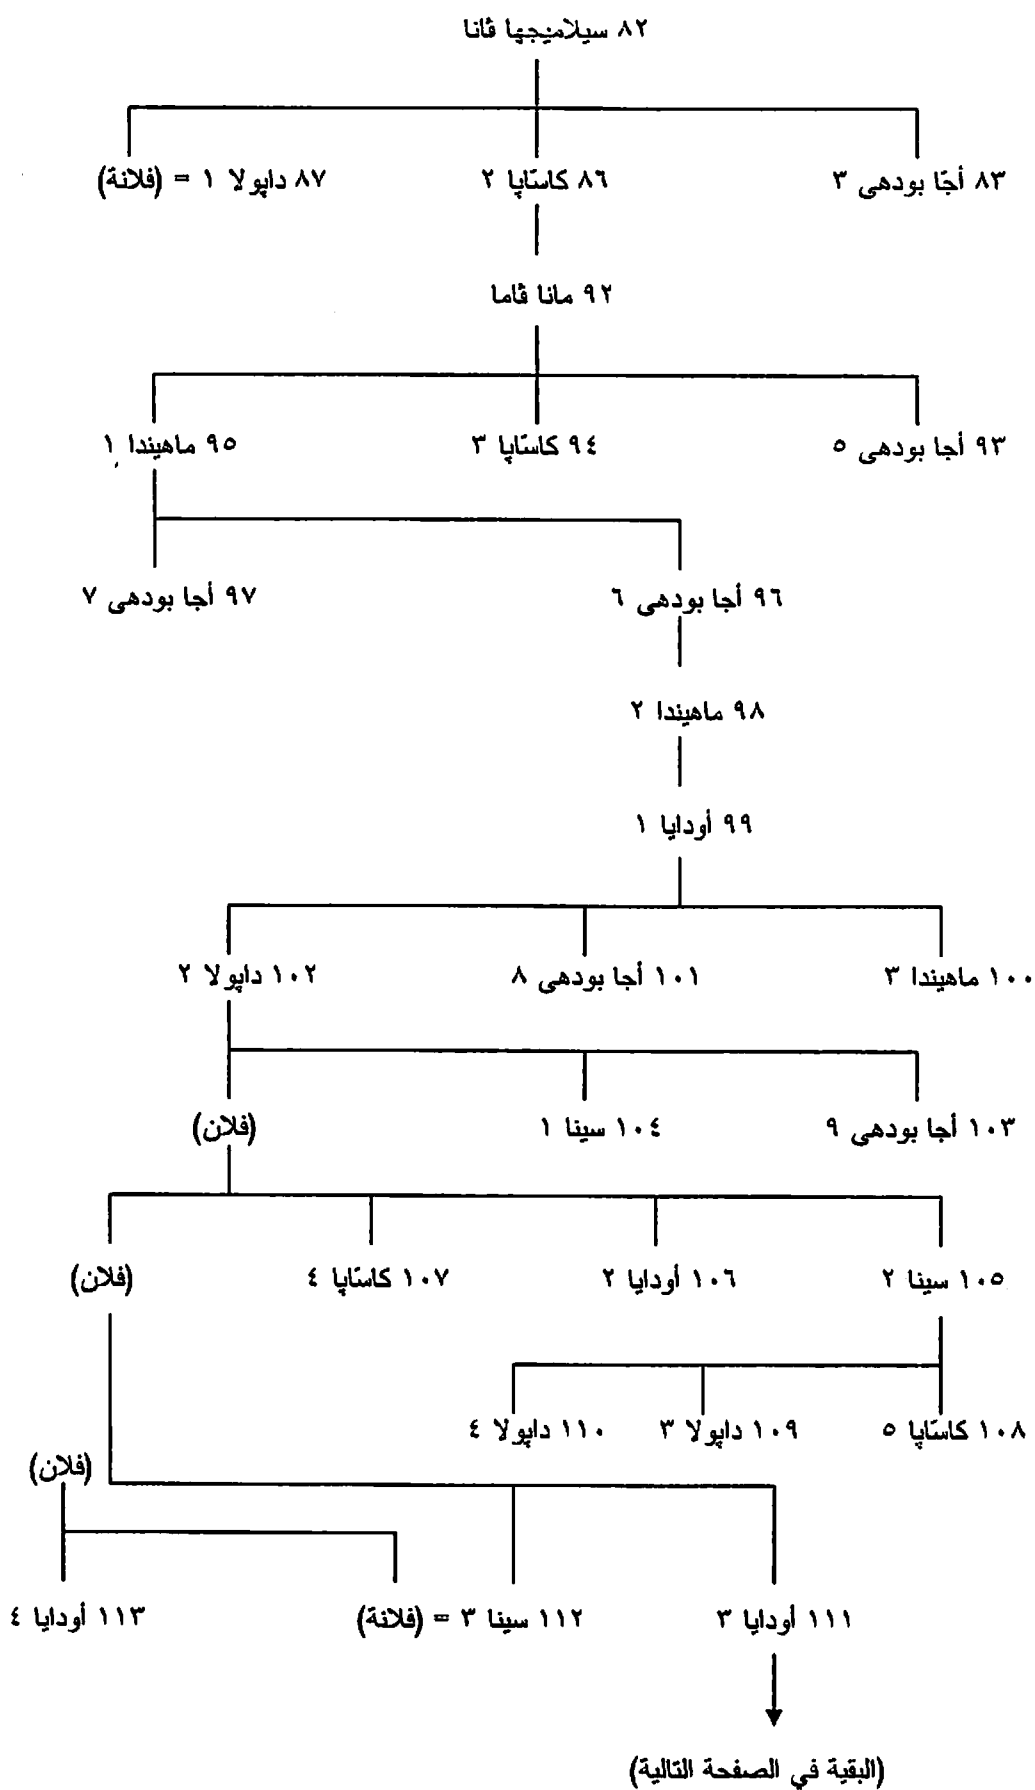 ٨٢ سيلاميجها ڤانا
٨٣ أجّا بودهى ٣ ٨٦ كاسّاپا ٢ ٨٧ داپولا ١ = (فلانة)
٩٢ مانا ڤاما
٩٣ أجا بودهى ٥ ٩٤ كاسّاپا ٣ ٩٥ ماهيندا ١
٩٦ أجا بودهى ٦ ٩٧ أجا بودهى ٧
٩٨ ماهيندا ٢
٩٩ أودايا ١
١٠٠ ماهيندا ٣ ١٠١ أجا بودهى ٨ ١٠٢ داپولا ٢
١٠٣ أجا بودهى ٩ ١٠٤ سينا ١ (فلان)
١٠٥ سينا ٢ ١٠٦ أودايا ٢ ١٠٧ كاسّاپا ٤ (فلان)
١٠٨ كاسّاپا ٥ ١٠٩ داپولا ٣ ١١٠ داپولا ٤
(فلان)
١١١ أودايا ٣ ١١٢ سينا ٣ = (فلانة) ١١٣ أودايا ٤
(البقية في الصفحة التالية)